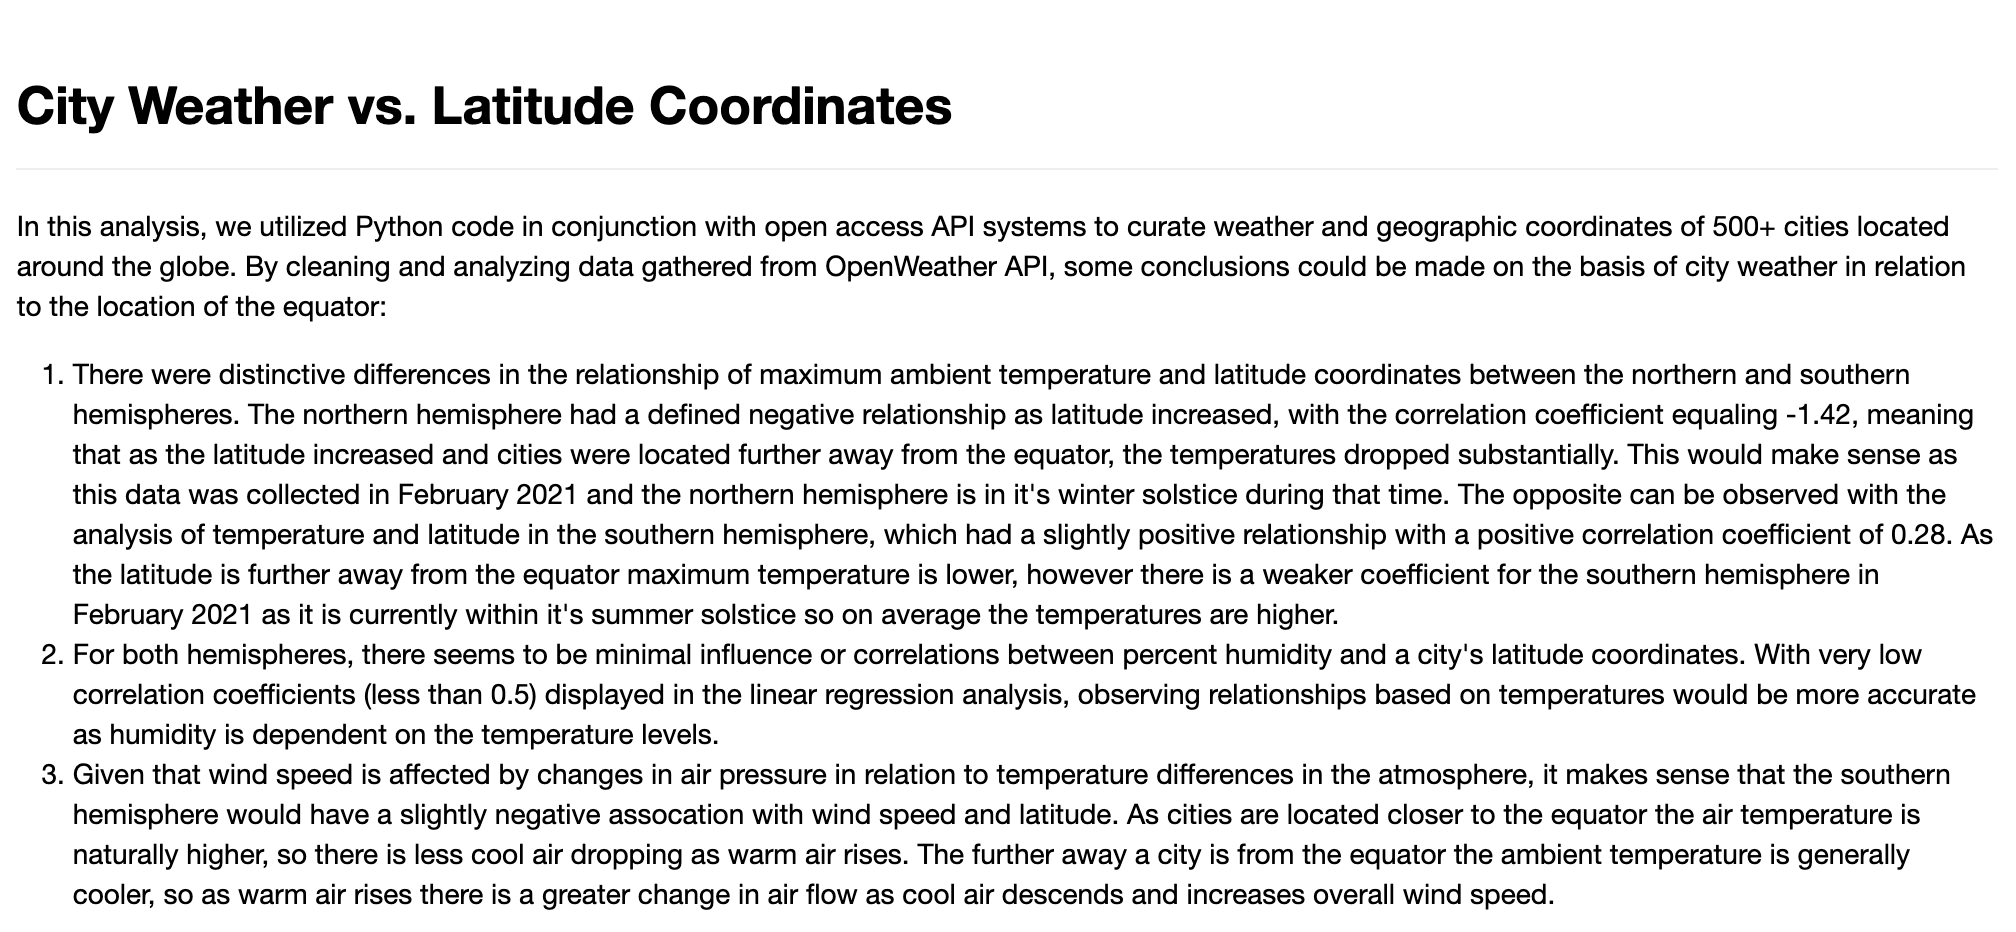 City Weather vs. Latitude Coordinates
In this analysis, we utilized Python code in conjunction with open access API systems to curate weather and geographic coordinates of 500+ cities located
around the globe. By cleaning and analyzing data gathered from OpenWeather API, some conclusions could be made on the basis of city weather in relation
to the location of the equator:
1. There were distinctive differences in the relationship of maximum ambient temperature and latitude coordinates between the northern and southern
hemispheres. The northern hemisphere had a defined negative relationship as latitude increased, with the correlation coefficient equaling -1.42, meaning
that as the latitude increased and cities were located further away from the equator, the temperatures dropped substantially. This would make sense as
this data was collected in February 2021 and the northern hemisphere is in it's winter solstice during that time. The opposite can be observed with the
analysis of temperature and latitude in the southern hemisphere, which had a slightly positive relationship with a positive correlation coefficient of 0.28. As
the latitude is further away from the equator maximum temperature is lower, however there is a weaker coefficient for the southern hemisphere in
February 2021 as it is currently within it's summer solstice so on average the temperatures are higher.
2. For both hemispheres, there seems to be minimal influence or correlations between percent humidity and a city's latitude coordinates. With very low
correlation coefficients (less than 0.5) displayed in the linear regression analysis, observing relationships based on temperatures would be more accurate
as humidity is dependent on the temperature levels.
3. Given that wind speed is affected by changes in air pressure in relation to temperature differences in the atmosphere, it makes sense that the southern
hemisphere would have a slightly negative assocation with wind speed and latitude. As cities are located closer to the equator the air temperature is
naturally higher, so there is less cool air dropping as warm air rises. The further away a city is from the equator the ambient temperature is generally
cooler, so as warm air rises there is a greater change in air flow as cool air descends and increases overall wind speed.